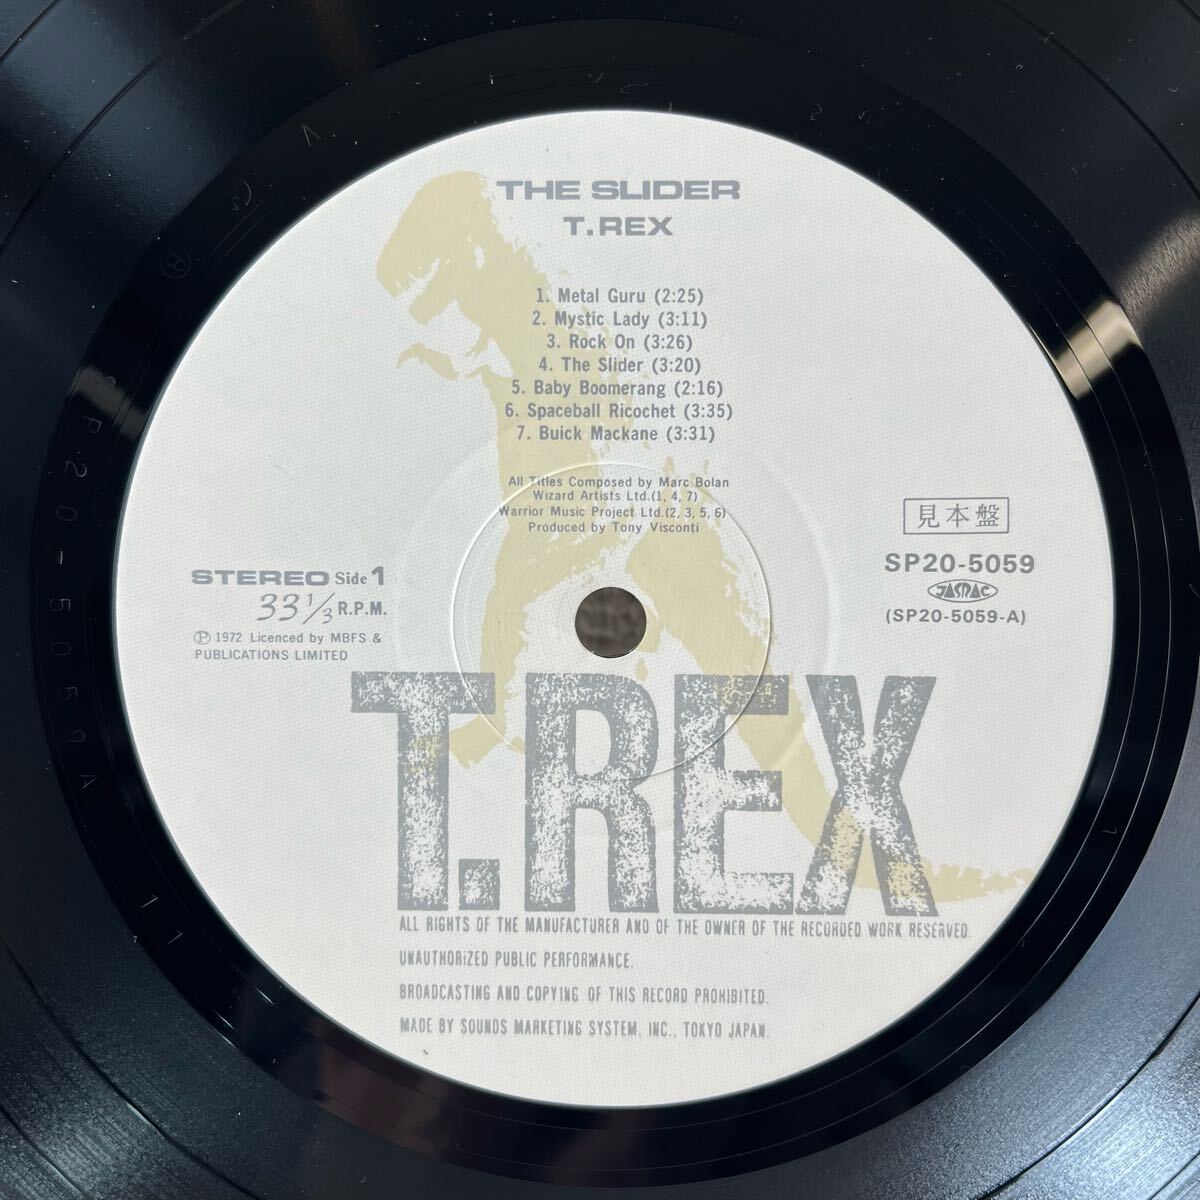 THE SLIDER
T.REX
1. Metal Guru (2:25)
2. Mystic Lady (3:11)
3. Rock On (3:26)
4. The Slider (3:20)
5. Baby Boomerang (2:16)
6. Spaceball Ricochet (3:35)
7. Buick Mackane (3:31)
All Titles Composed by Marc Bolan
Wizard Artists Ltd.(1, 4, 7)
Warrior Music Project Ltd.(2, 3, 5, 6)
Produced by Tony Visconti
STEREO Side 1
33 1/3 R.P.M.
Ⓟ 1972 Licenced by MBFS &
PUBLICATIONS LIMITED
見本盤
SP20-5059
JASRAC
(SP20-5059-A)
T.REX
ALL RIGHTS OF THE MANUFACTURER AND OF THE OWNER OF THE RECORDED WORK RESERVED.
UNAUTHORIZED PUBLIC PERFORMANCE.
BROADCASTING AND COPYING OF THIS RECORD PROHIBITED.
MADE BY SOUNDS MARKETING SYSTEM, INC., TOKYO JAPAN.
SP20-5059A